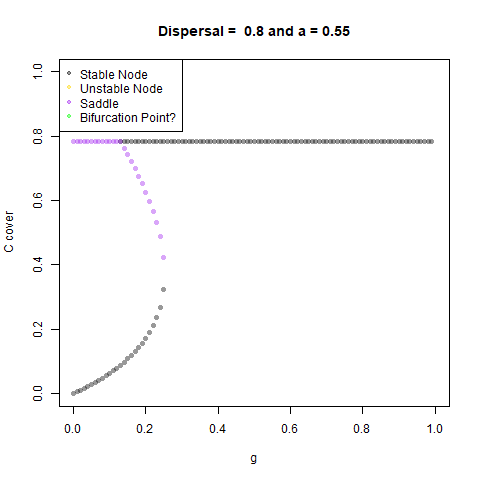 Dispersal =  0.8 and a = 0.55
Stable Node
Unstable Node
Saddle
Bifurcation Point?
1.0
0.8
0.6
0.4
0.2
0.0
C cover
0.0 0.2 0.4 0.6 0.8 1.0
g